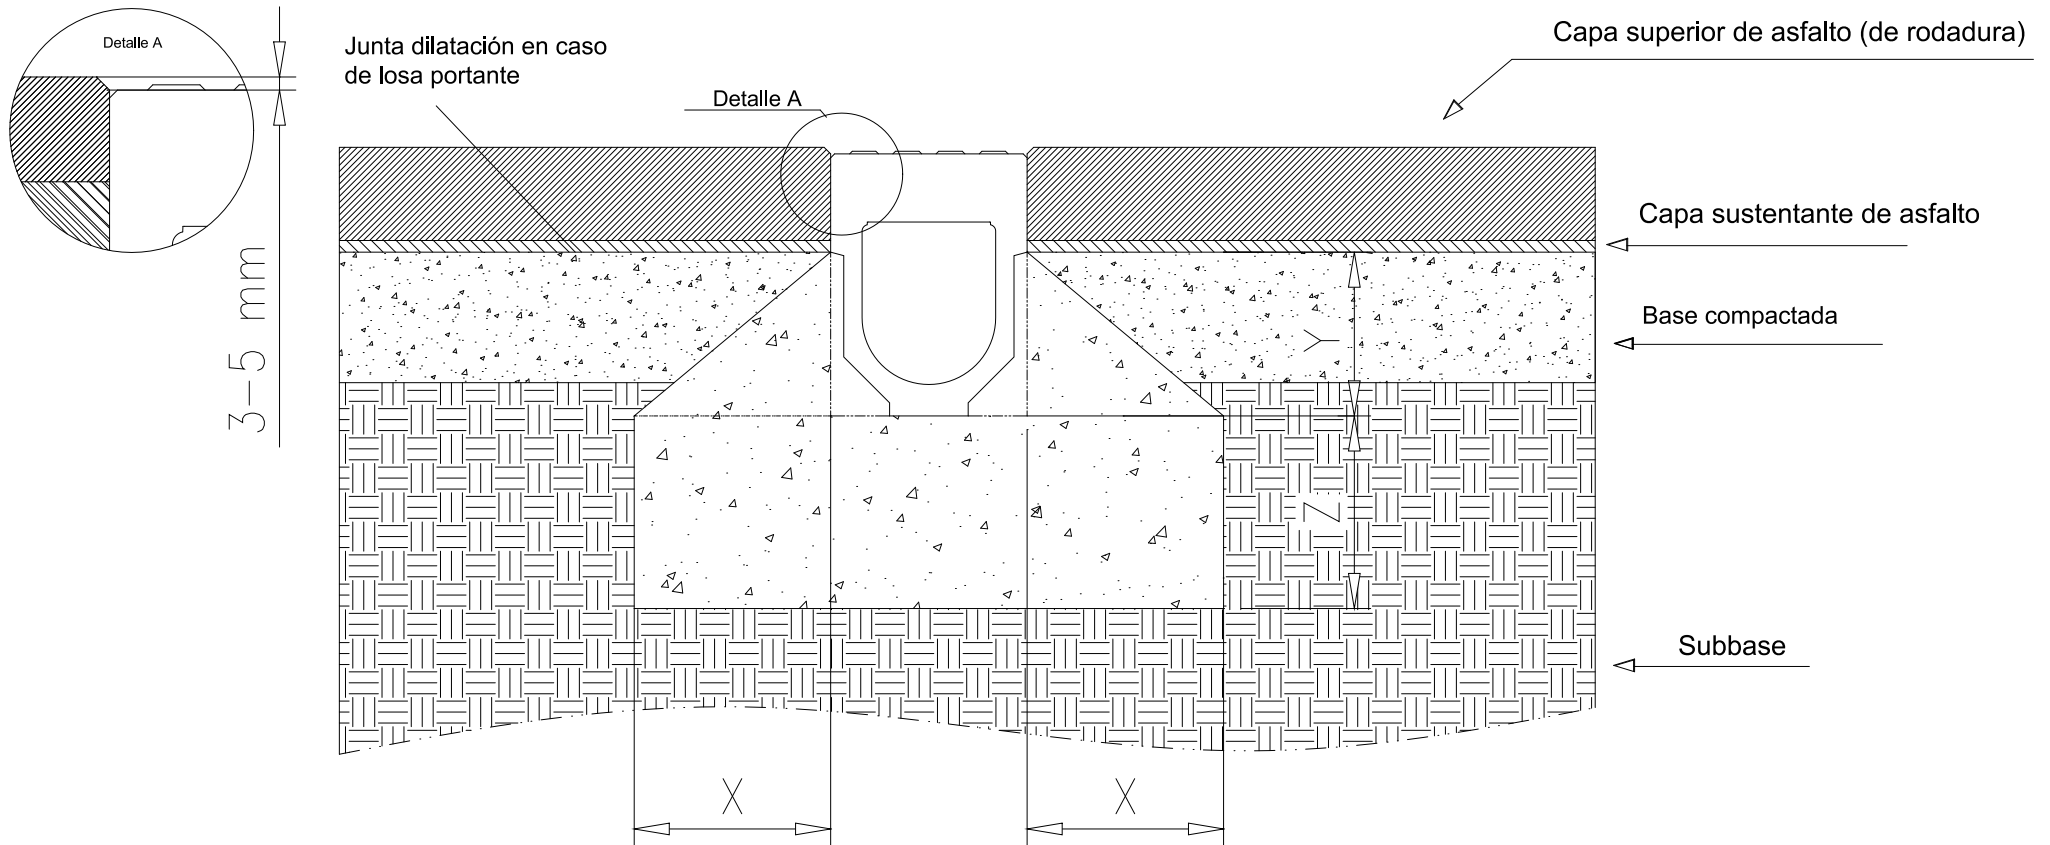 Detalle A
Junta dilatación en caso
de losa portante
Detalle A
Capa superior de asfalto (de rodadura)
Capa sustentante de asfalto
Base compactada
Subbase
3-5 mm
Y
Z
X
X